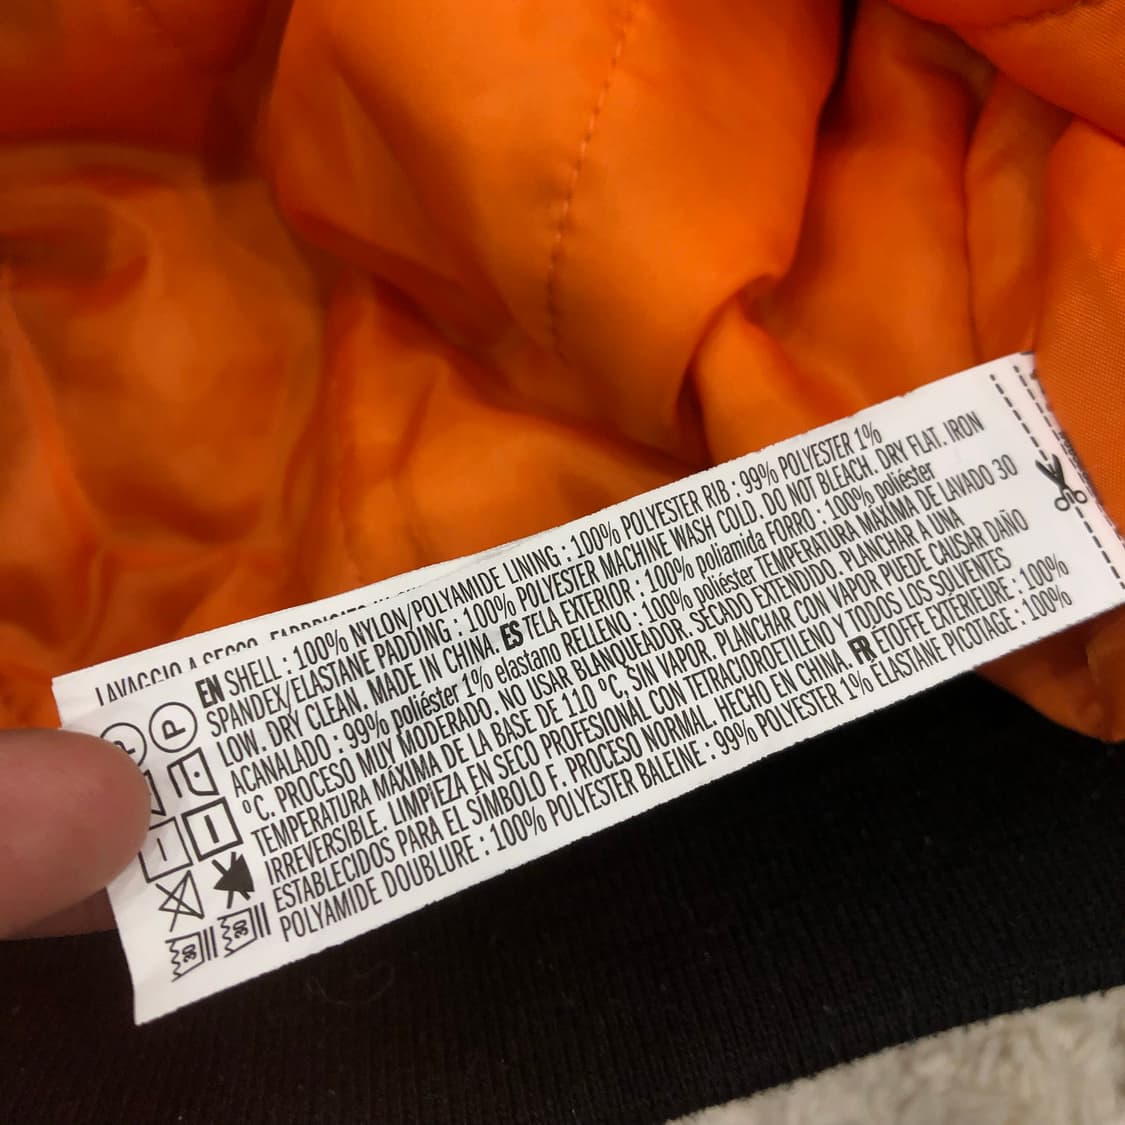 LAVAGGIO A SECCO. FABBRICATO IN
EN SHELL : 100% NYLON/POLYAMIDE LINING : 100% POLYESTER RIB : 99% POLYESTER 1%
SPANDEX/ELASTANE PADDING : 100% POLYESTER MACHINE WASH COLD. DO NOT BLEACH. DRY FLAT. IRON
LOW. DRY CLEAN. MADE IN CHINA. ES TELA EXTERIOR : 100% poliamida FORRO : 100% poliéster
ACANALADO : 99% poliéster 1% elastano RELLENO : 100% poliéster TEMPERATURA MÁXIMA DE LAVADO 30
°C. PROCESO MUY MODERADO. NO USAR BLANQUEADOR. SECADO EXTENDIDO. PLANCHAR A UNA
TEMPERATURA MÁXIMA DE LA BASE DE 110 °C, SIN VAPOR. PLANCHAR CON VAPOR PUEDE CAUSAR DAÑO
IRREVERSIBLE. LIMPIEZA EN SECO PROFESIONAL CON TETRACLOROETILENO Y TODOS LOS SOLVENTES
ESTABLECIDOS PARA EL SÍMBOLO F. PROCESO NORMAL. HECHO EN CHINA. FR ETOFFE EXTÉRIEURE : 100%
POLYAMIDE DOUBLURE : 100% POLYESTER BALEINE : 99% POLYESTER 1% ÉLASTANE PICOTAGE : 100%
30
30
P
P